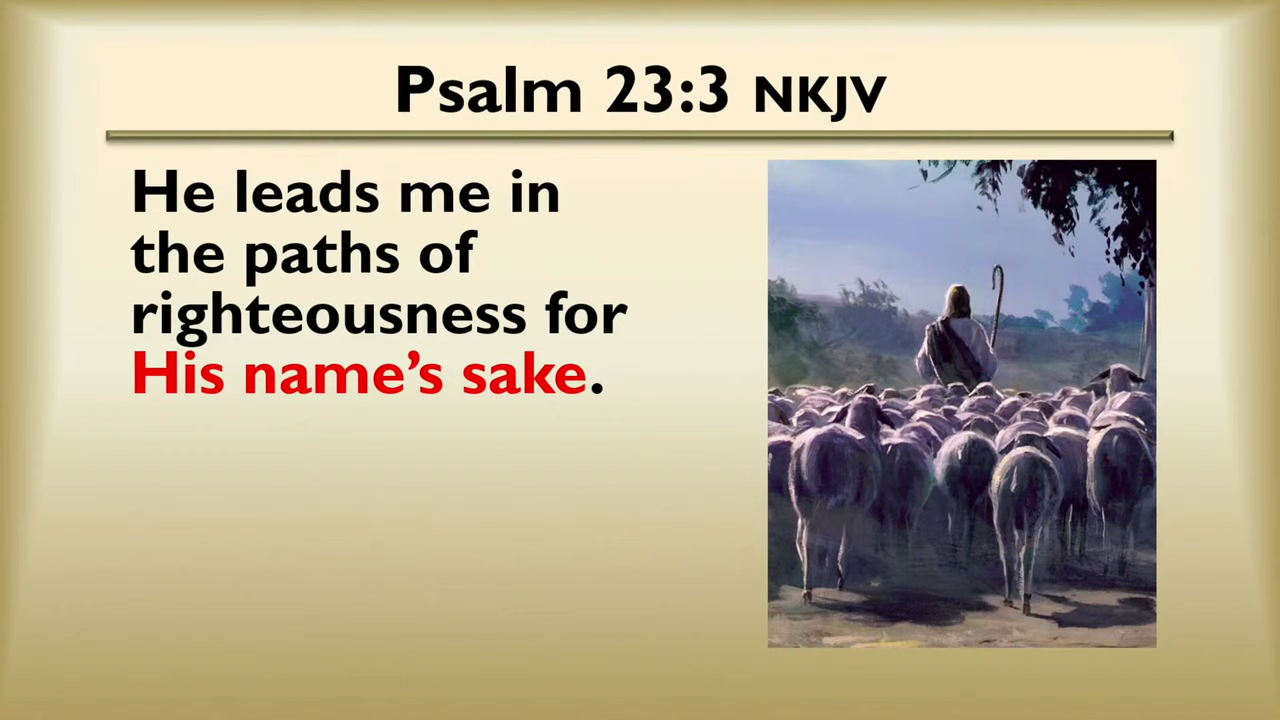 Psalm 23:3 NKJV
He leads me in
the paths of
righteousness for
His name’s sake.